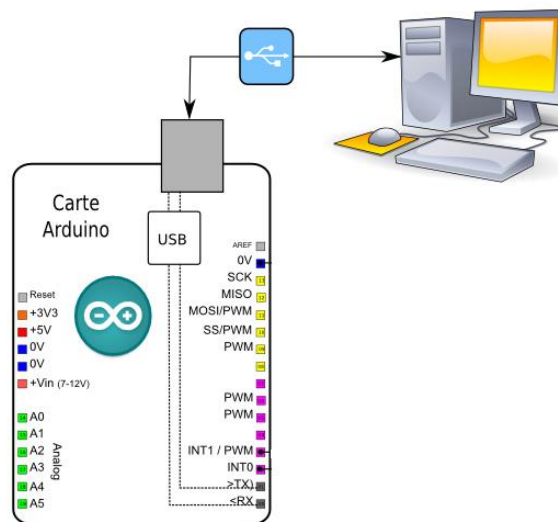 Carte
Arduino
USB
AREF
0V
SCK
MISO
MOSI/PWM
SS/PWM
PWM
PWM
PWM
INT1 / PWM
INT0
>TX)
<RX
Reset
+3V3
+5V
0V
0V
+Vin (7-12V)
A0
A1
A2
A3
A4
A5
Analog